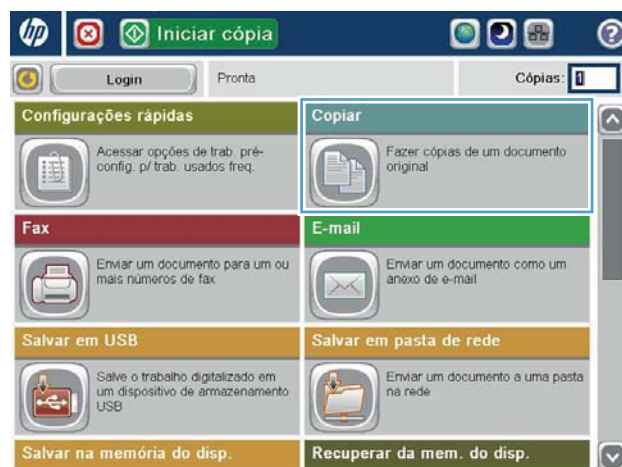 hp
Iniciar cópia
?
Login
Pronta
Cópias: 1
Configurações rápidas
Acessar opções de trab. pré-
config. p/ trab. usados freq.
Copiar
Fazer cópias de um documento
original
Fax
Enviar um documento para um ou
mais números de fax
E-mail
Enviar um documento como um
anexo de e-mail
Salvar em USB
Salve o trabalho digitalizado em
um dispositivo de armazenamento
USB
Salvar em pasta de rede
Enviar um documento a uma pasta
na rede
Salvar na memória do disp.
Recuperar da mem. do disp.